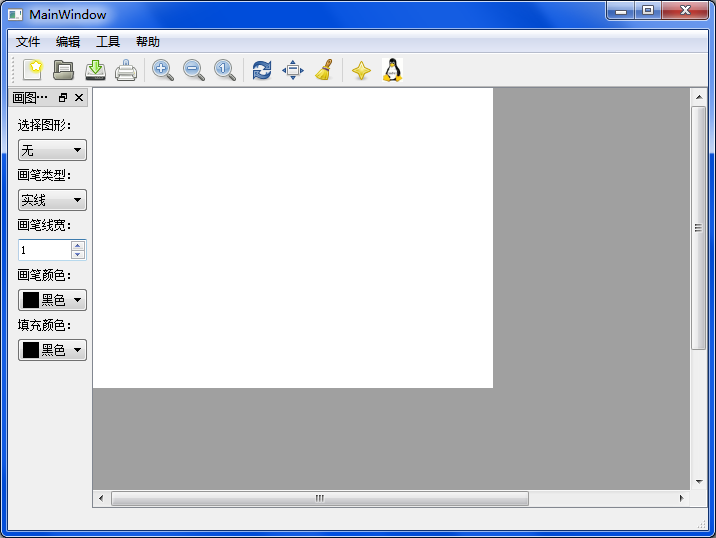 MainWindow
文件 编辑 工具 帮助
1
画图…
选择图形：
无
画笔类型：
实线
画笔线宽：
1
画笔颜色：
黑色
填充颜色：
黑色